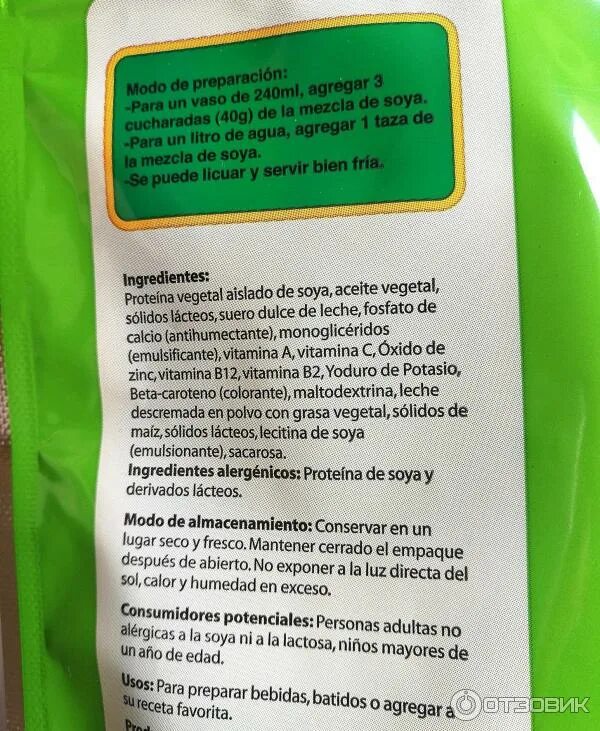 Modo de preparación:
-Para un vaso de 240ml, agregar 3
cucharadas (40g) de la mezcla de soya.
-Para un litro de agua, agregar 1 taza de
la mezcla de soya.
-Se puede licuar y servir bien fría.
Ingredientes:
Proteína vegetal aislado de soya, aceite vegetal,
sólidos lácteos, suero dulce de leche, fosfato de
calcio (antihumectante), monoglicéridos
(emulsificante), vitamina A, vitamina C, Óxido de
zinc, vitamina B12, vitamina B2, Yoduro de Potasio,
Beta-caroteno (colorante), maltodextrina, leche
descremada en polvo con grasa vegetal, sólidos de
maíz, sólidos lácteos, lecitina de soya
(emulsionante), sacarosa.
Ingredientes alergénicos: Proteína de soya y
derivados lácteos.
Modo de almacenamiento: Conservar en un
lugar seco y fresco. Mantener cerrado el empaque
después de abierto. No exponer a la luz directa del
sol, calor y humedad en exceso.
Consumidores potenciales: Personas adultas no
alérgicas a la soya ni a la lactosa, niños mayores de
un año de edad.
Usos: Para preparar bebidas, batidos o agregar a
su receta favorita.
ОТЗОВИК